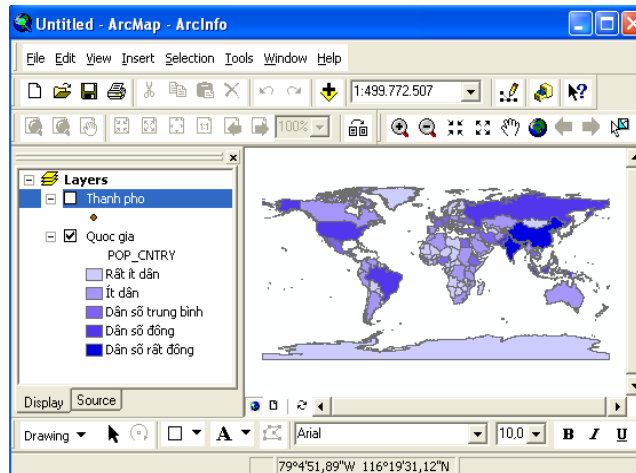 Untitled - ArcMap - ArcInfo
File Edit View Insert Selection Tools Window Help
1:499.772.507
1:1 100%
Layers
Thanh pho
Quoc gia
POP_CNTRY
Rất ít dân
Ít dân
Dân số trung bình
Dân số đông
Dân số rất đông
Display Source
Drawing A Arial 10,0 B I U
79°4'51,89"W 116°19'31,12"N